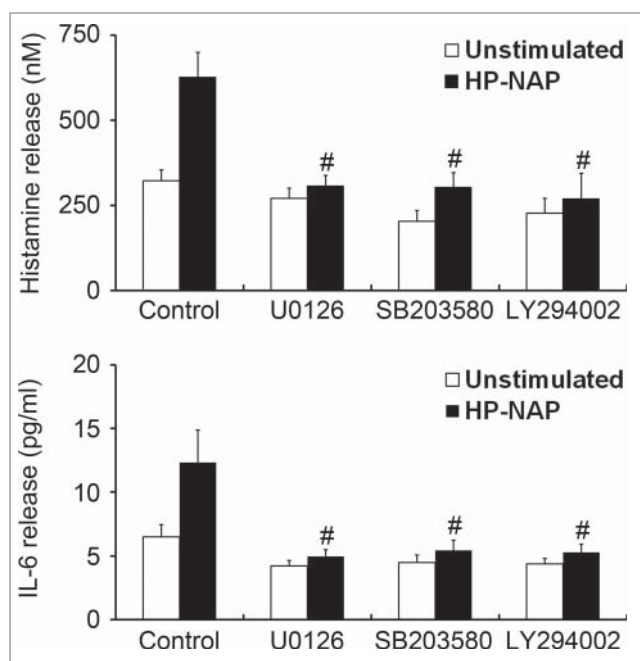 Histamine release (nM)
750
500
250
0
Unstimulated
HP-NAP
#
#
#
Control
U0126
SB203580
LY294002
IL-6 release (pg/ml)
20
15
10
5
0
Unstimulated
HP-NAP
#
#
#
Control
U0126
SB203580
LY294002